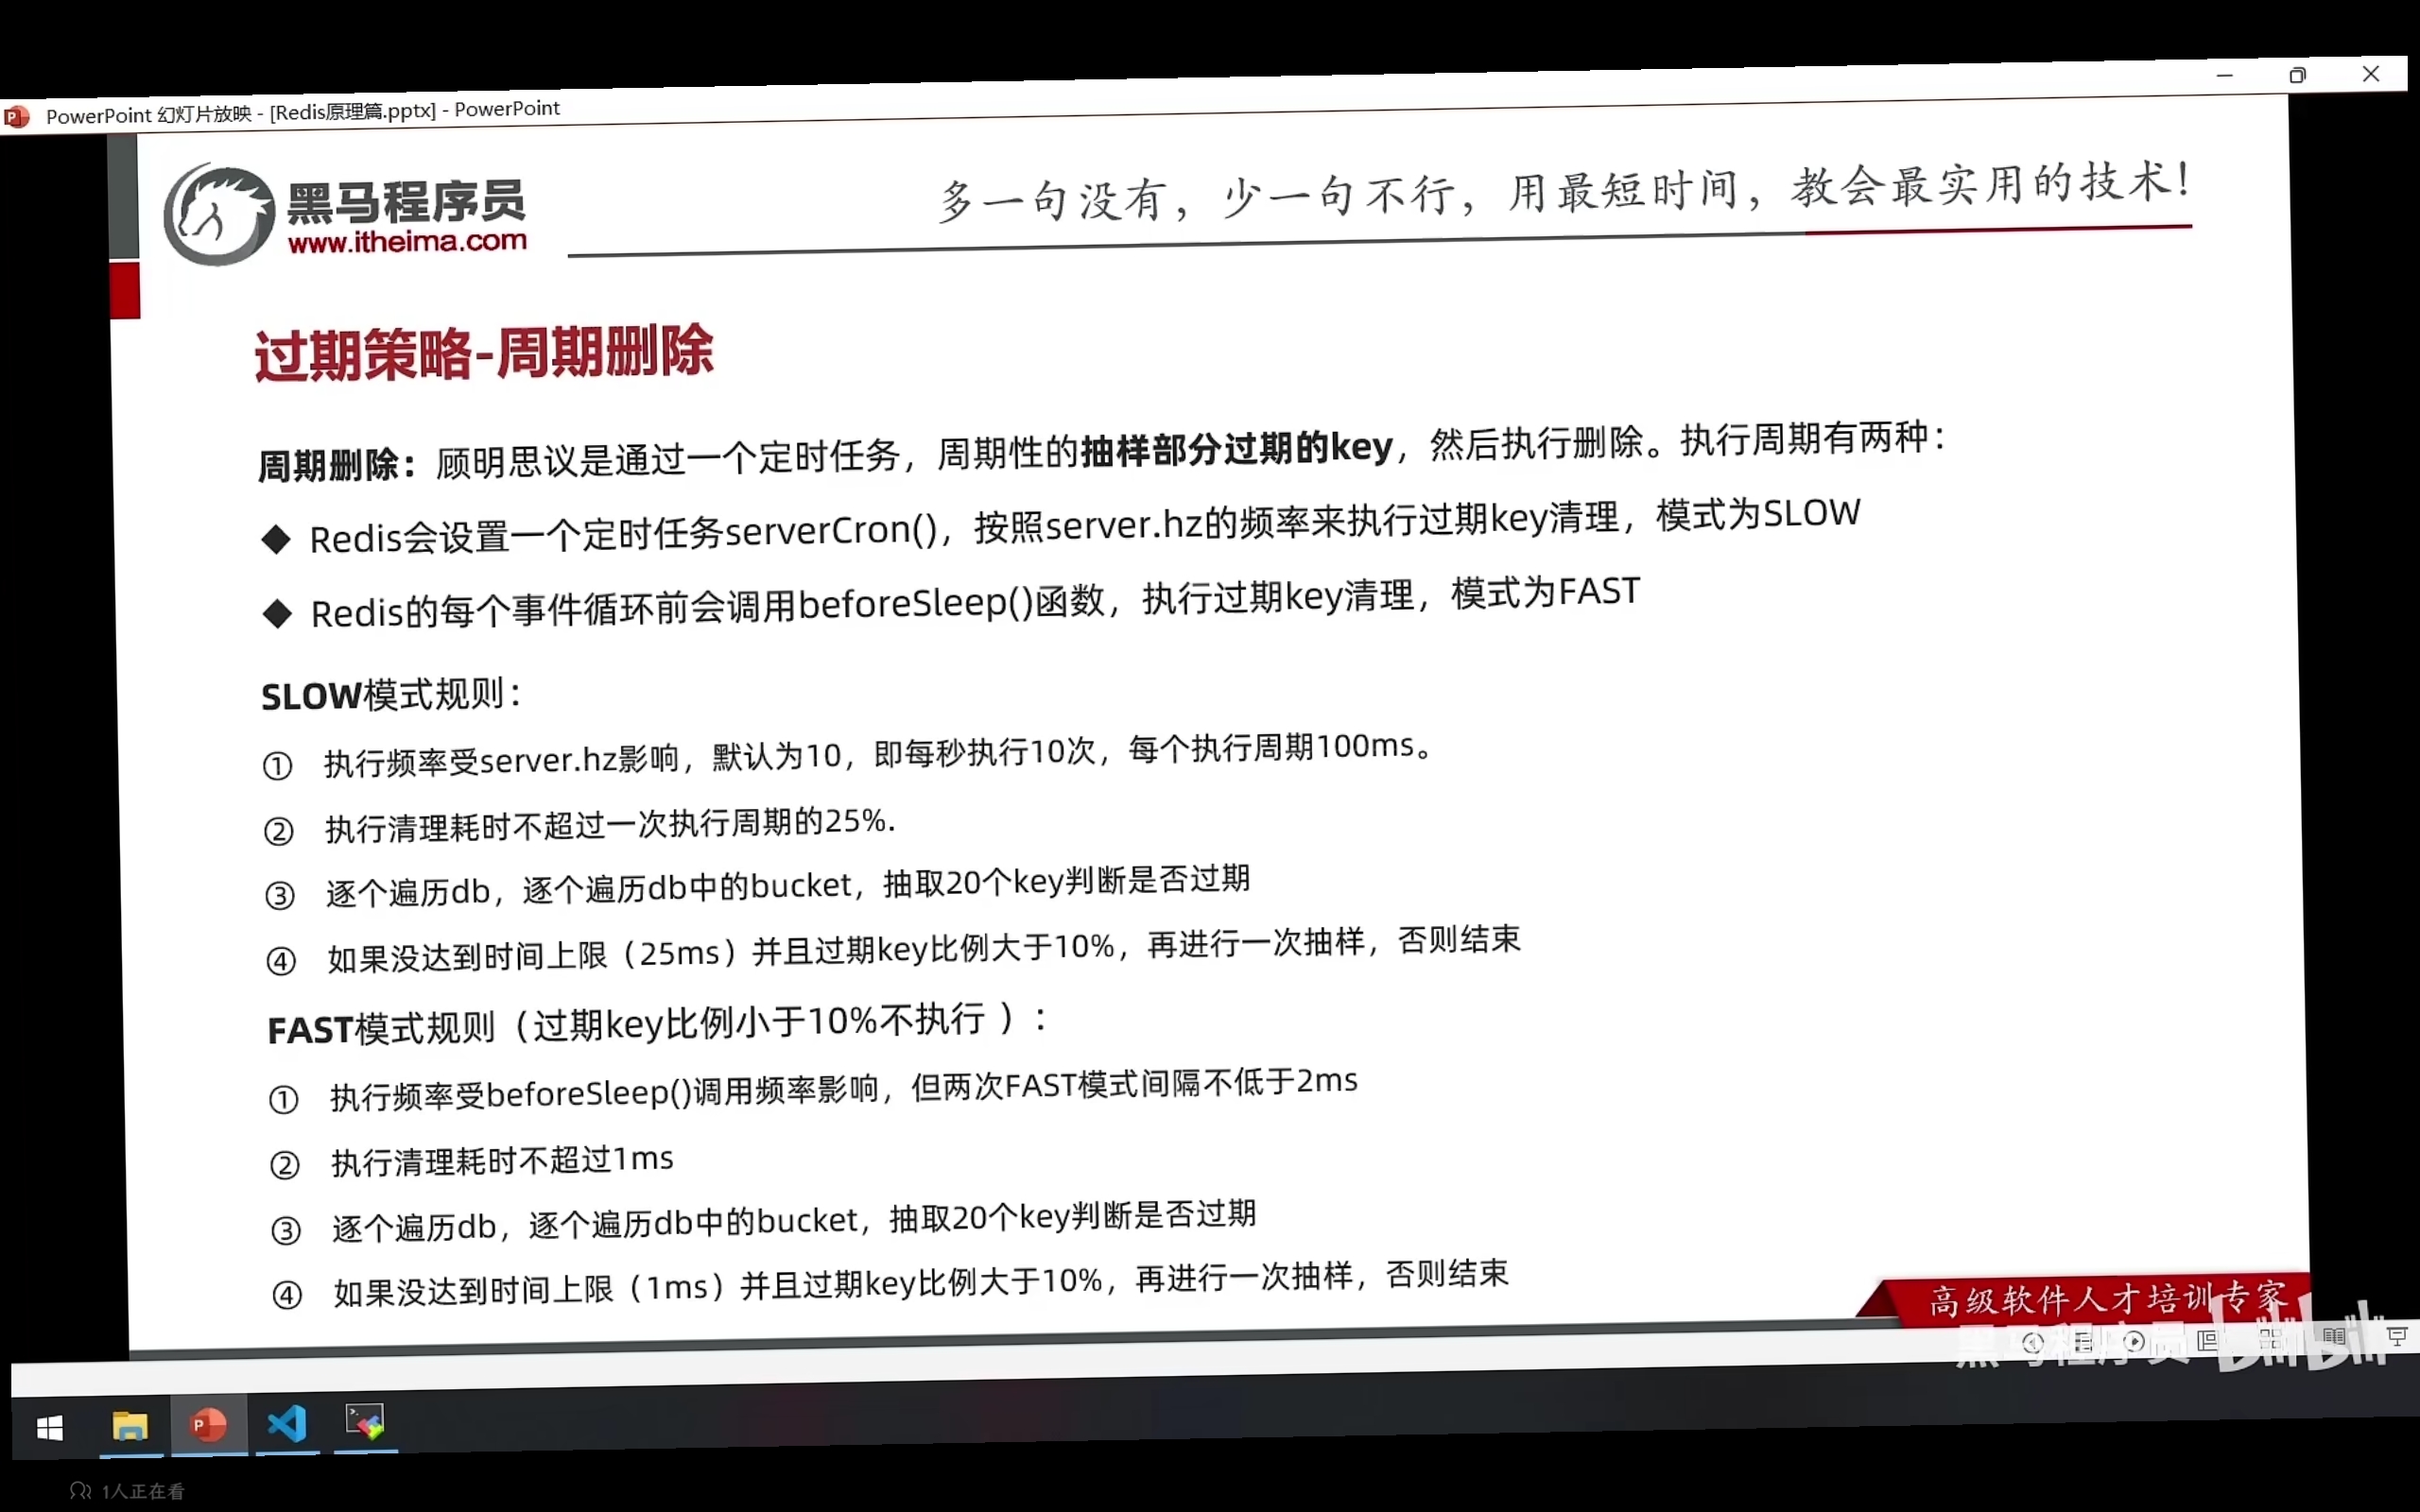 PowerPoint 幻灯片放映 - [Redis原理篇.pptx] - PowerPoint
黑马程序员
www.itheima.com
多一句没有，少一句不行，用最短时间，教会最实用的技术！
过期策略-周期删除
周期删除：顾明思议是通过一个定时任务，周期性的抽样部分过期的key，然后执行删除。执行周期有两种：
◆ Redis会设置一个定时任务serverCron()，按照server.hz的频率来执行过期key清理，模式为SLOW
◆ Redis的每个事件循环前会调用beforeSleep()函数，执行过期key清理，模式为FAST
SLOW模式规则：
① 执行频率受server.hz影响，默认为10，即每秒执行10次，每个执行周期100ms。
② 执行清理耗时不超过一次执行周期的25%.
③ 逐个遍历db，逐个遍历db中的bucket，抽取20个key判断是否过期
④ 如果没达到时间上限（25ms）并且过期key比例大于10%，再进行一次抽样，否则结束
FAST模式规则（过期key比例小于10%不执行 ）：
① 执行频率受beforeSleep()调用频率影响，但两次FAST模式间隔不低于2ms
② 执行清理耗时不超过1ms
③ 逐个遍历db，逐个遍历db中的bucket，抽取20个key判断是否过期
④ 如果没达到时间上限（1ms）并且过期key比例大于10%，再进行一次抽样，否则结束
高级软件人才培训专家
黑马程序员 bilibili
1人正在看